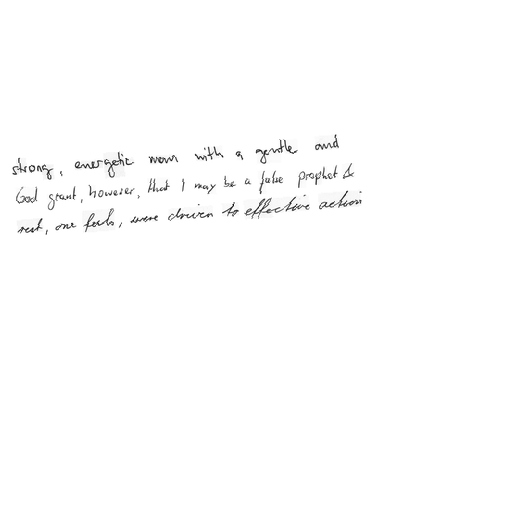 strong, energetic man with a gentle and
God grant, however, that I may be a false prophet &
rest, one feels, were driven to effective action